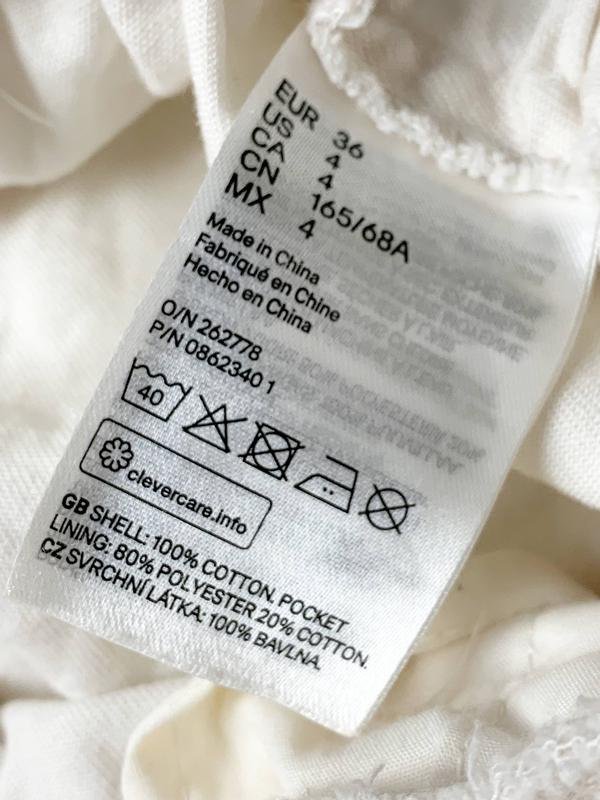 EUR 36
US 4
CA 4
CN 165/68A
MX 4
Made in China
Fabriqué en Chine
Hecho en China
O/N 262778
P/N 0862340 1
40
clevercare.info
GB SHELL: 100% COTTON. POCKET
LINING: 80% POLYESTER 20% COTTON.
CZ SVRCHNÍ LÁTKA: 100% BAVLNA.